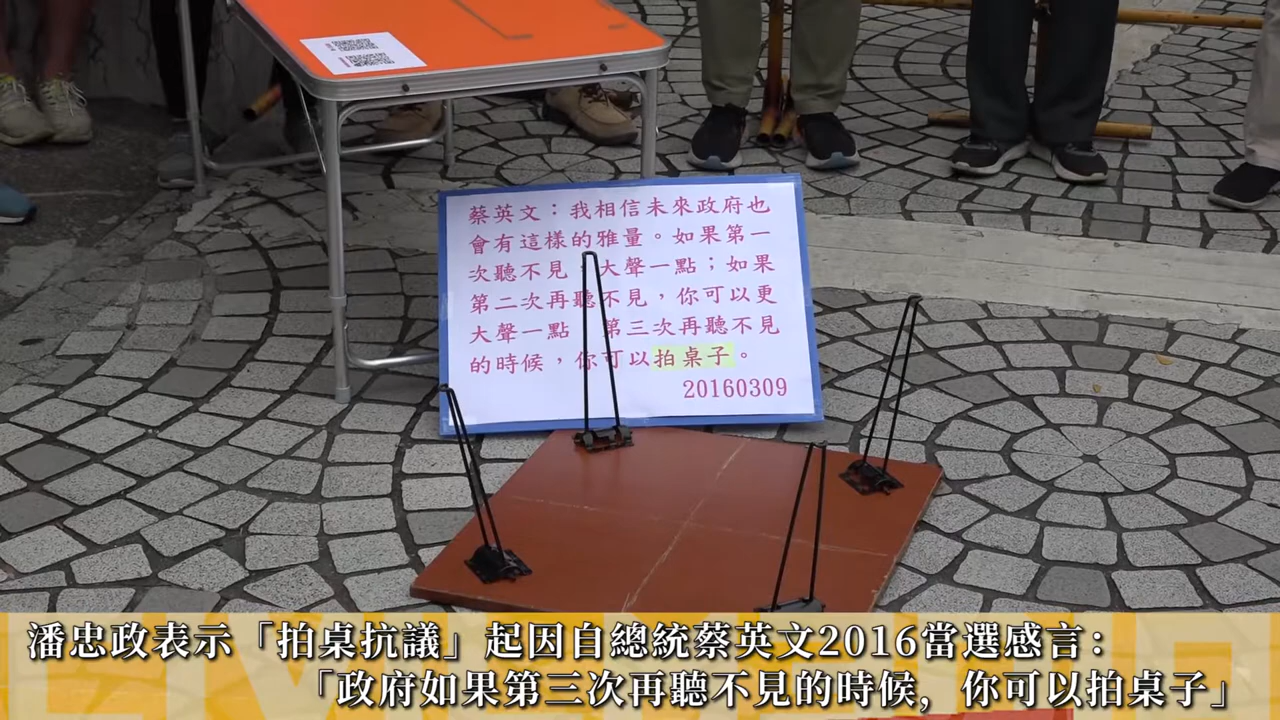 蔡英文：我相信未來政府也
會有這樣的雅量。如果第一
次聽不見，大聲一點；如果
第二次再聽不見，你可以更
大聲一點 第三次再聽不見
的時候，你可以拍桌子。
20160309
潘忠政表示「拍桌抗議」起因自總統蔡英文2016當選感言：
「政府如果第三次再聽不見的時候，你可以拍桌子」